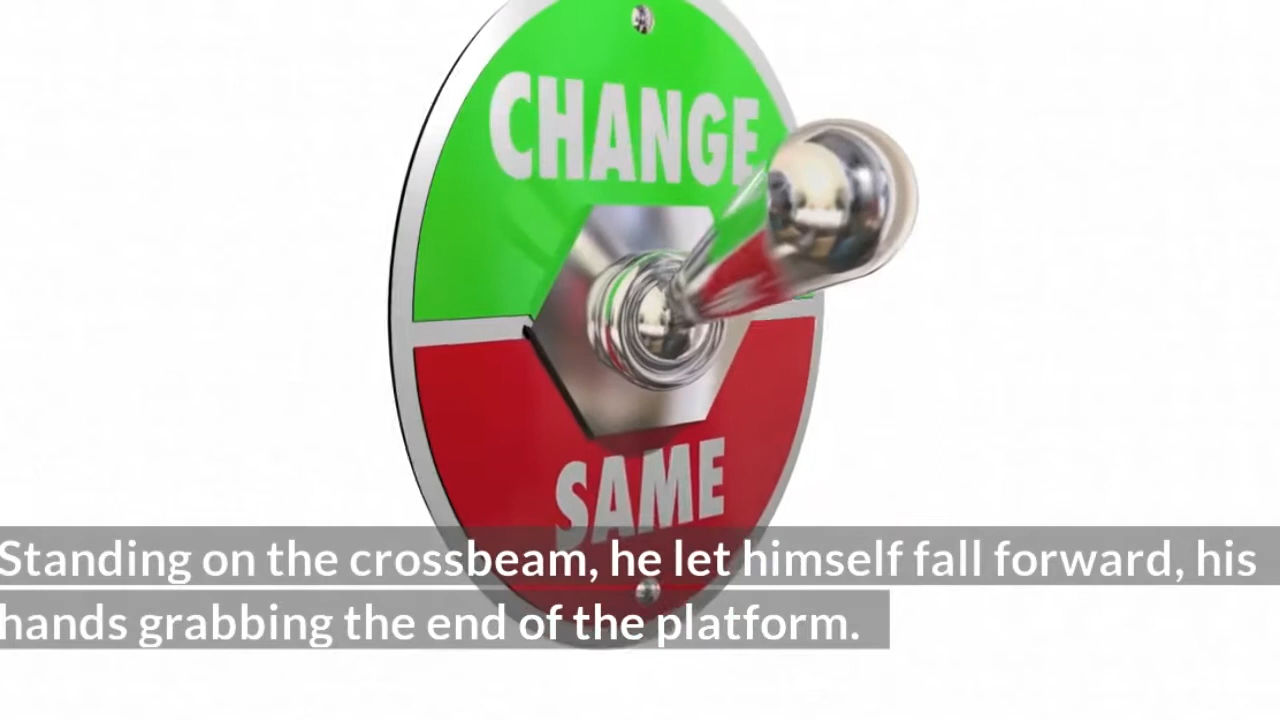 CHANGE
SAME
Standing on the crossbeam, he let himself fall forward, his
hands grabbing the end of the platform.